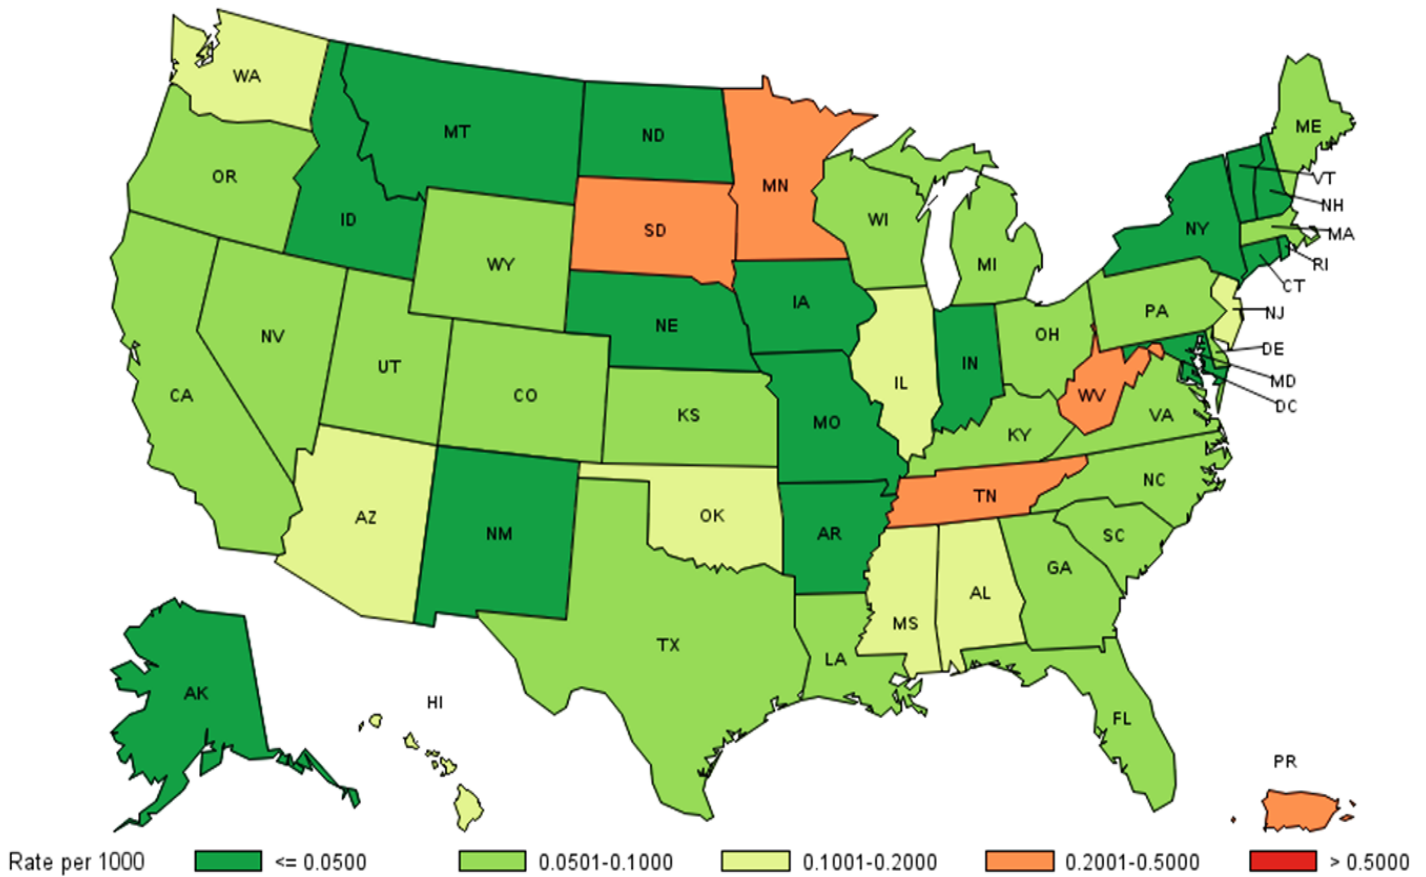 WA
ME
MT
ND
VT
OR
MN
NH
ID
WI
NY
SD
MA
WY
MI
RI
CT
IA
PA
NJ
NE
NV
OH
DE
UT
IN
MD
IL
CA
CO
WV
DC
KS
MO
VA
KY
NC
TN
AZ
OK
NM
AR
SC
GA
AL
MS
TX
LA
AK
HI
FL
PR
Rate per 1000 <= 0.0500 0.0501-0.1000 0.1001-0.2000 0.2001-0.5000 > 0.5000